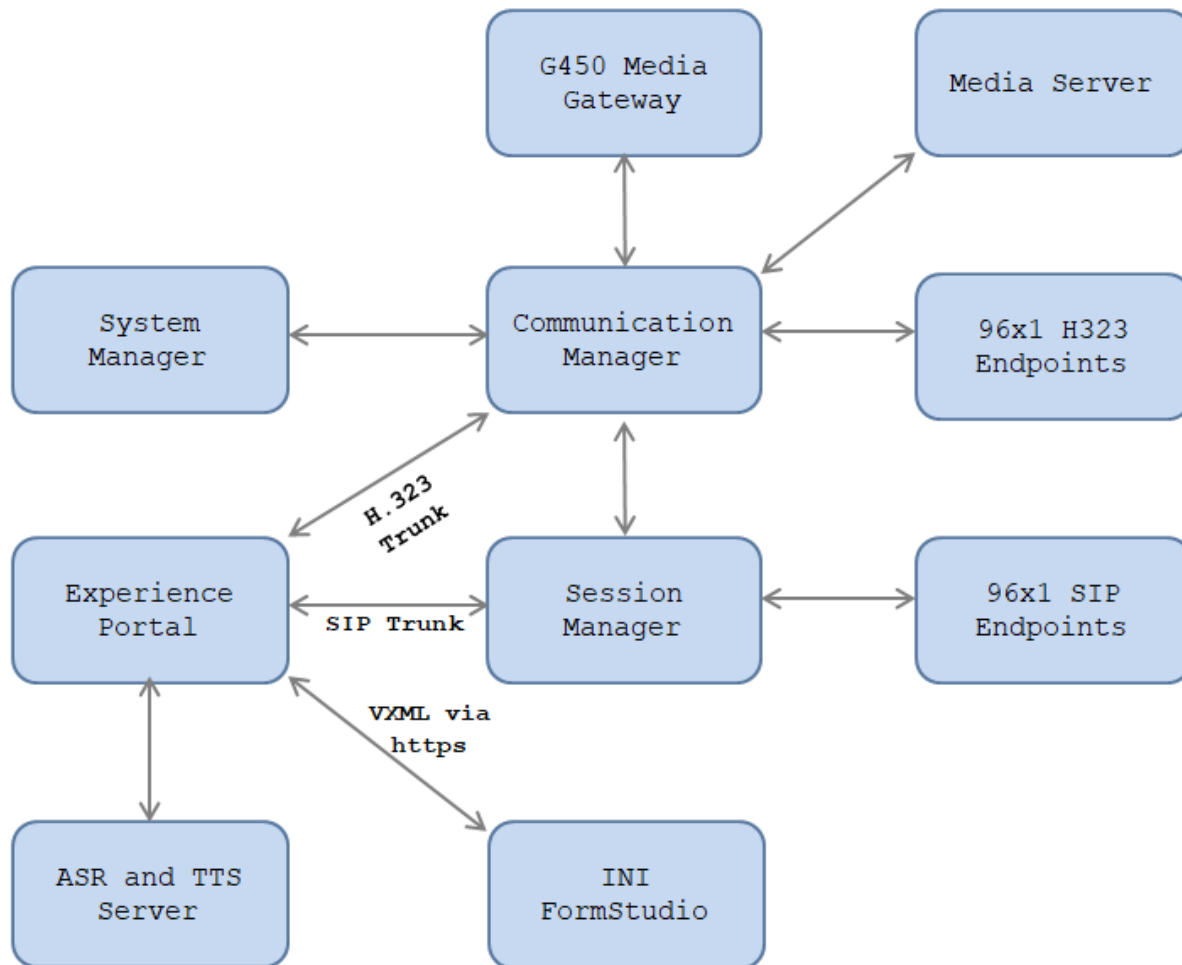 G450 Media
Gateway
Media Server
System
Manager
Communication
Manager
96x1 H323
Endpoints
H.323
Trunk
Experience
Portal
SIP Trunk
Session
Manager
96x1 SIP
Endpoints
VXML via
https
ASR and TTS
Server
INI
FormStudio